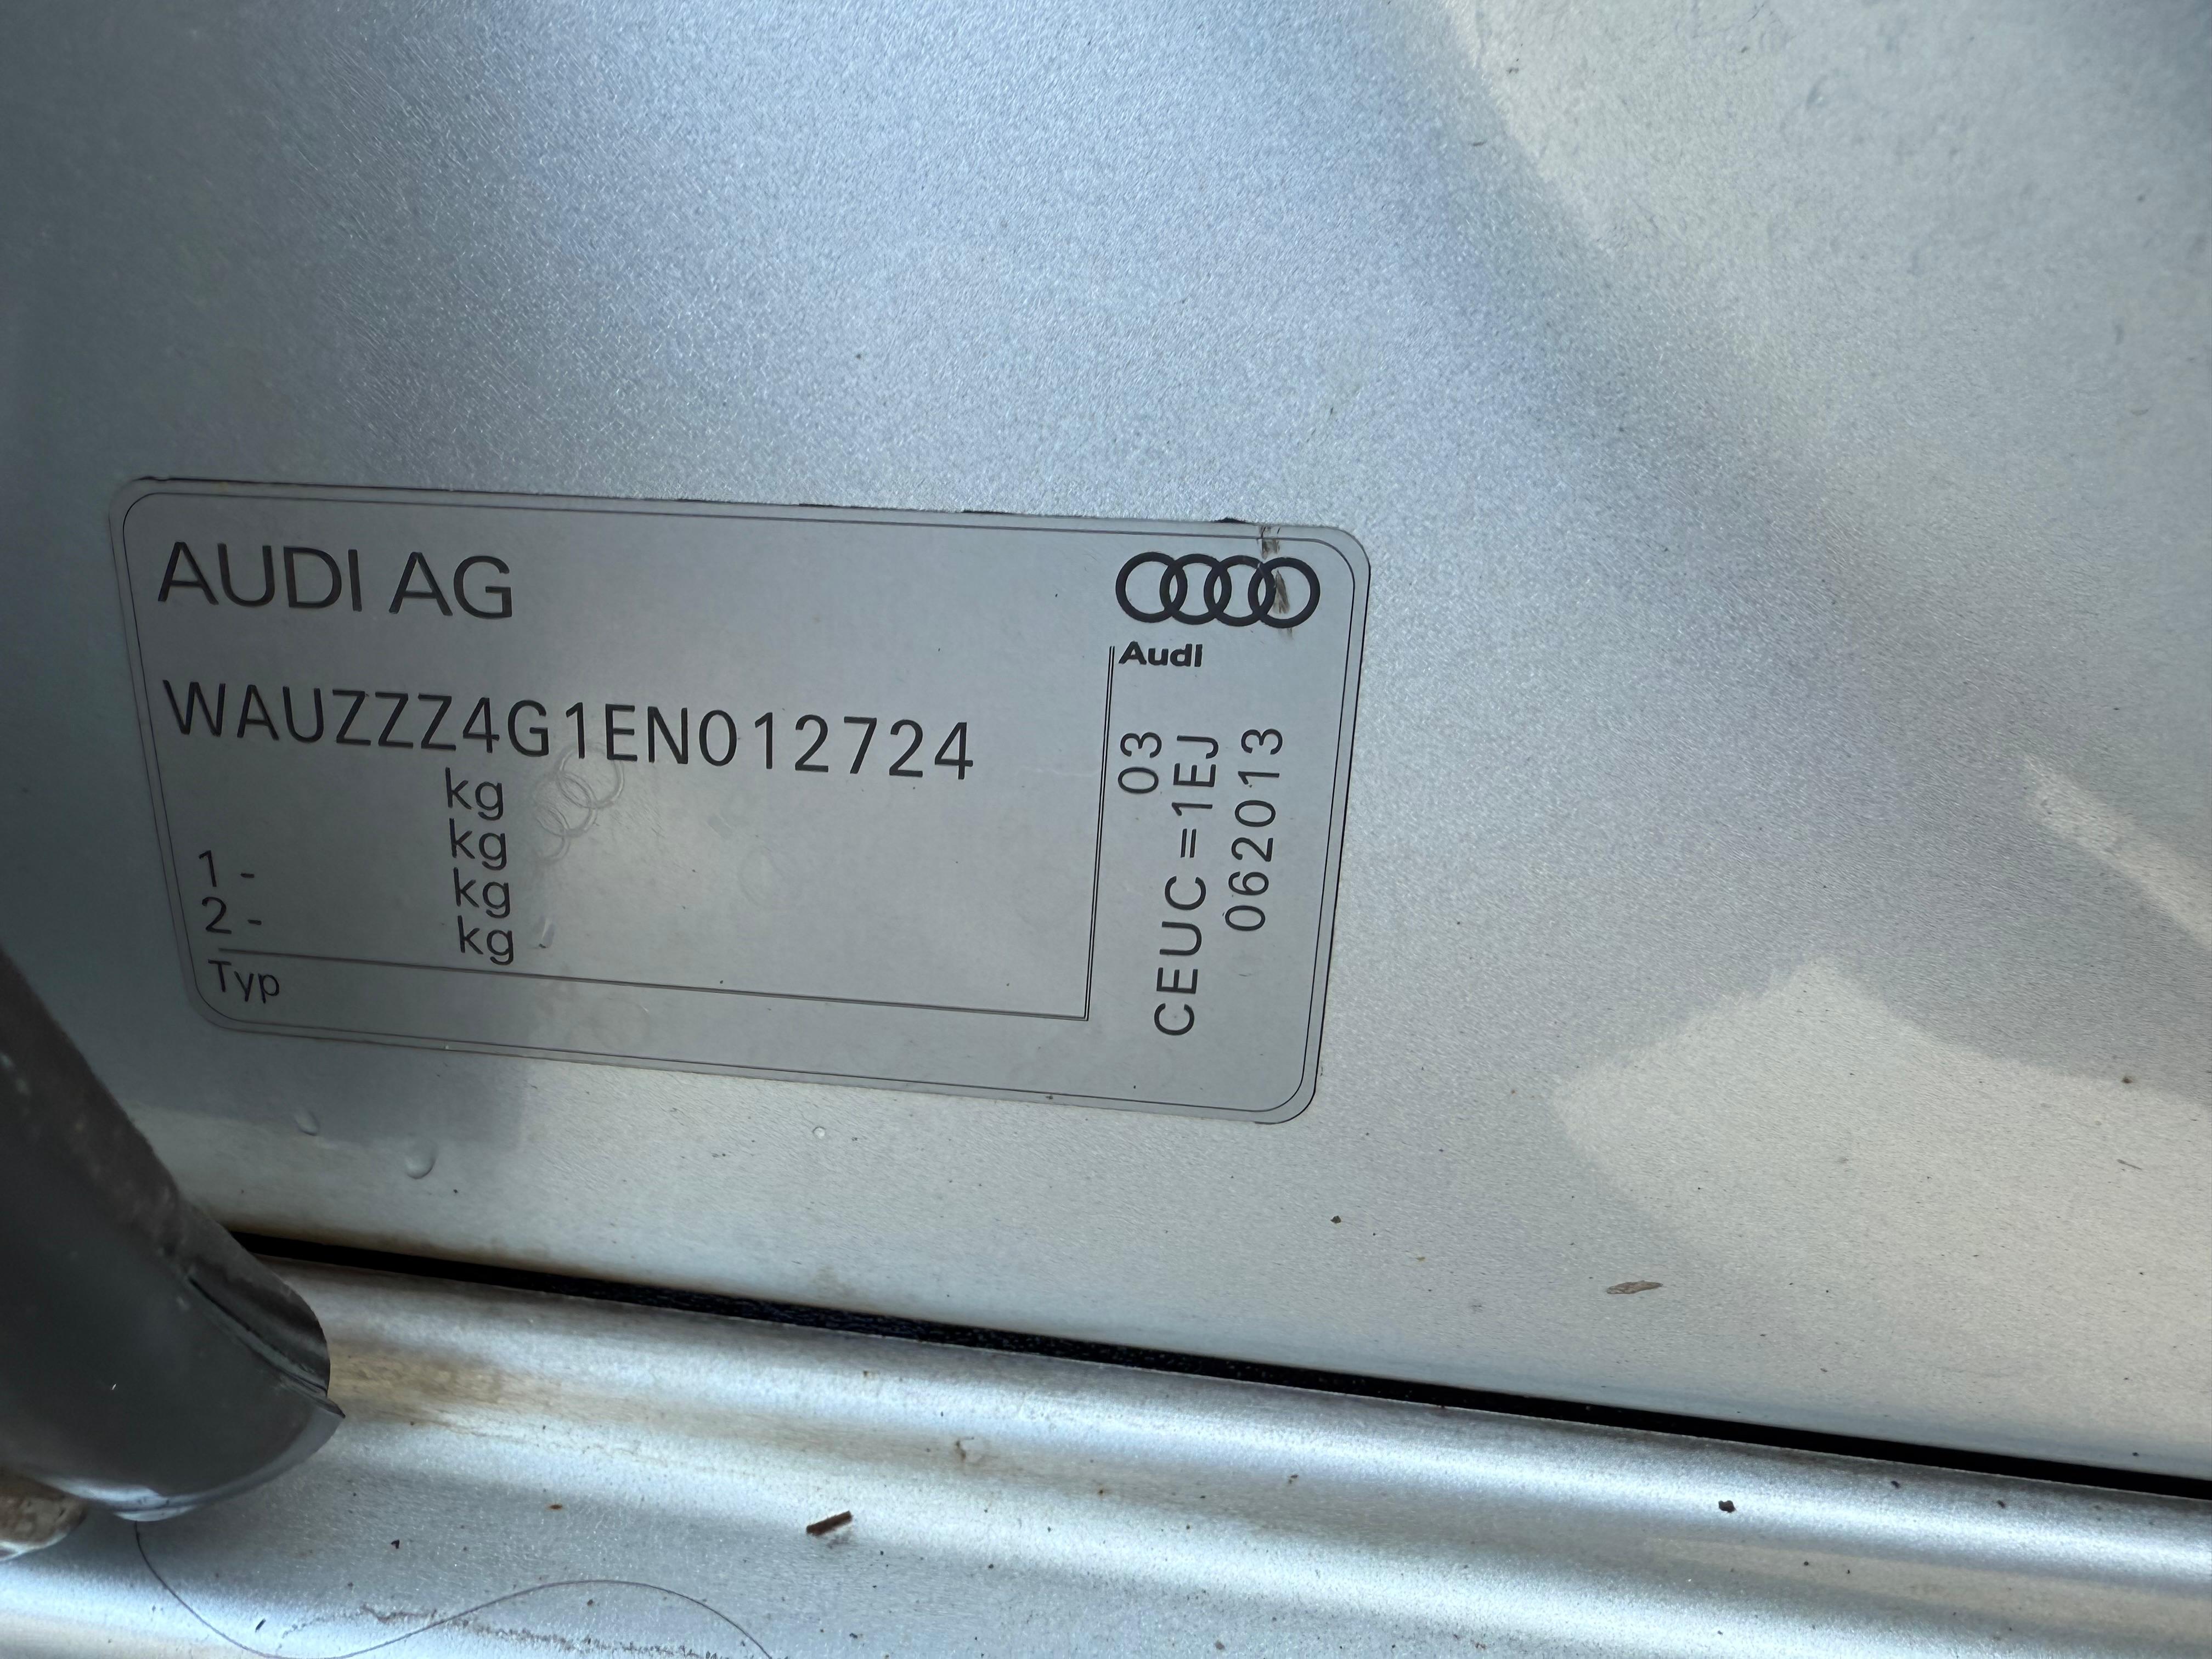 AUDI AG
Audi
WAUZZZ4G1EN012724
kg
kg
1 - kg
2 - kg
Typ
03
CEUC =1EJ
062013